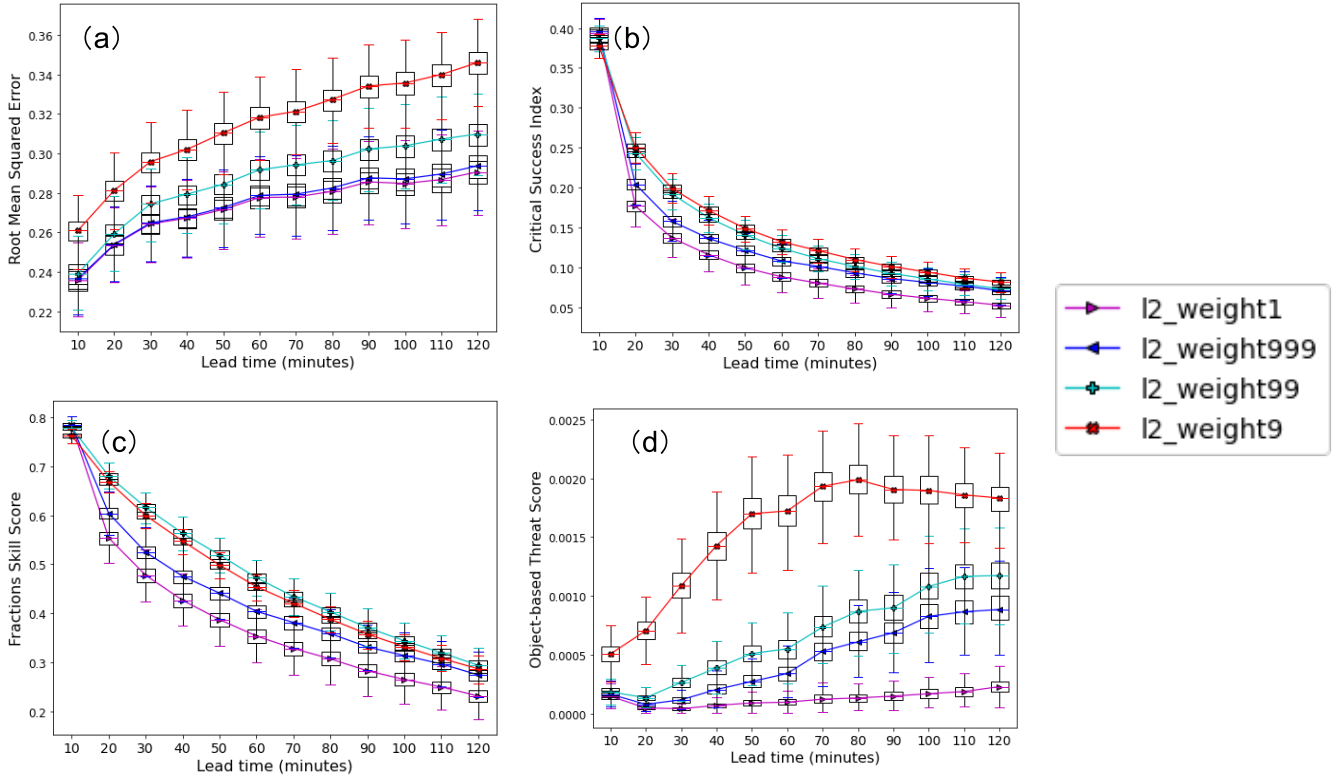 (a)
Root Mean Squared Error
0.36
0.34
0.32
0.30
0.28
0.26
0.24
0.22
10 20 30 40 50 60 70 80 90 100 110 120
Lead time (minutes)
(b)
Critical Success Index
0.40
0.35
0.30
0.25
0.20
0.15
0.10
0.05
10 20 30 40 50 60 70 80 90 100 110 120
Lead time (minutes)
l2_weight1
l2_weight999
l2_weight99
l2_weight9
(c)
Fractions Skill Score
0.8
0.7
0.6
0.5
0.4
0.3
0.2
10 20 30 40 50 60 70 80 90 100 110 120
Lead time (minutes)
(d)
Object-based Threat Score
0.0025
0.0020
0.0015
0.0010
0.0005
0.0000
10 20 30 40 50 60 70 80 90 100 110 120
Lead time (minutes)